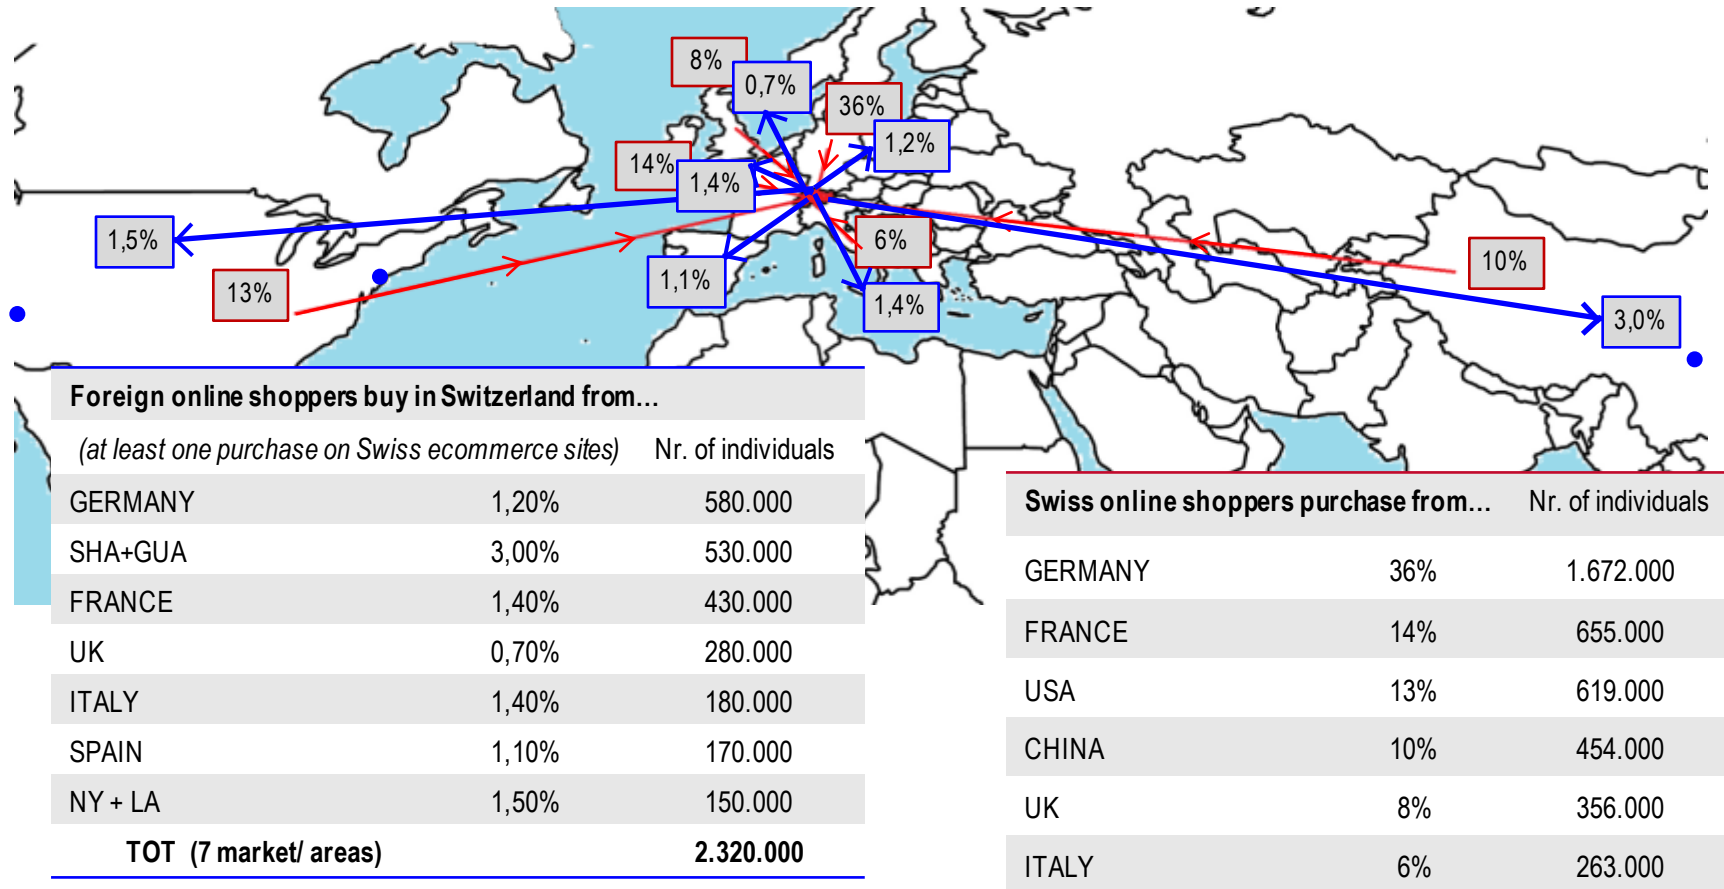 8%
0,7%
36%
1,2%
14%
1,4%
1,5%
6%
10%
13%
1,1%
1,4%
3,0%
Foreign online shoppers buy in Switzerland from...
(at least one purchase on Swiss ecommerce sites) Nr. of individuals
GERMANY 1,20% 580.000
SHA+GUA 3,00% 530.000
FRANCE 1,40% 430.000
UK 0,70% 280.000
ITALY 1,40% 180.000
SPAIN 1,10% 170.000
NY + LA 1,50% 150.000
TOT (7 market/ areas) 2.320.000
Swiss online shoppers purchase from... Nr. of individuals
GERMANY 36% 1.672.000
FRANCE 14% 655.000
USA 13% 619.000
CHINA 10% 454.000
UK 8% 356.000
ITALY 6% 263.000